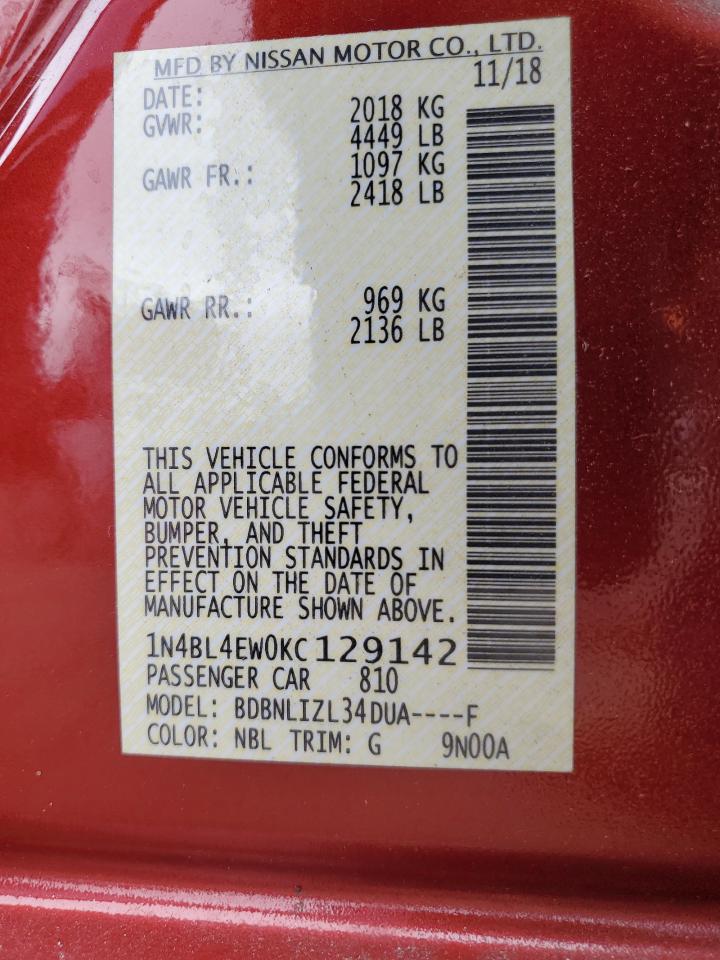 MFD BY NISSAN MOTOR CO., LTD.
DATE: 11/18
GVWR: 2018 KG
4449 LB
GAWR FR.: 1097 KG
2418 LB
GAWR RR.: 969 KG
2136 LB
THIS VEHICLE CONFORMS TO
ALL APPLICABLE FEDERAL
MOTOR VEHICLE SAFETY,
BUMPER, AND THEFT
PREVENTION STANDARDS IN
EFFECT ON THE DATE OF
MANUFACTURE SHOWN ABOVE.
1N4BL4EW0KC129142
PASSENGER CAR 810
MODEL: BDBNLIZL34DUA----F
COLOR: NBL TRIM: G 9N00A